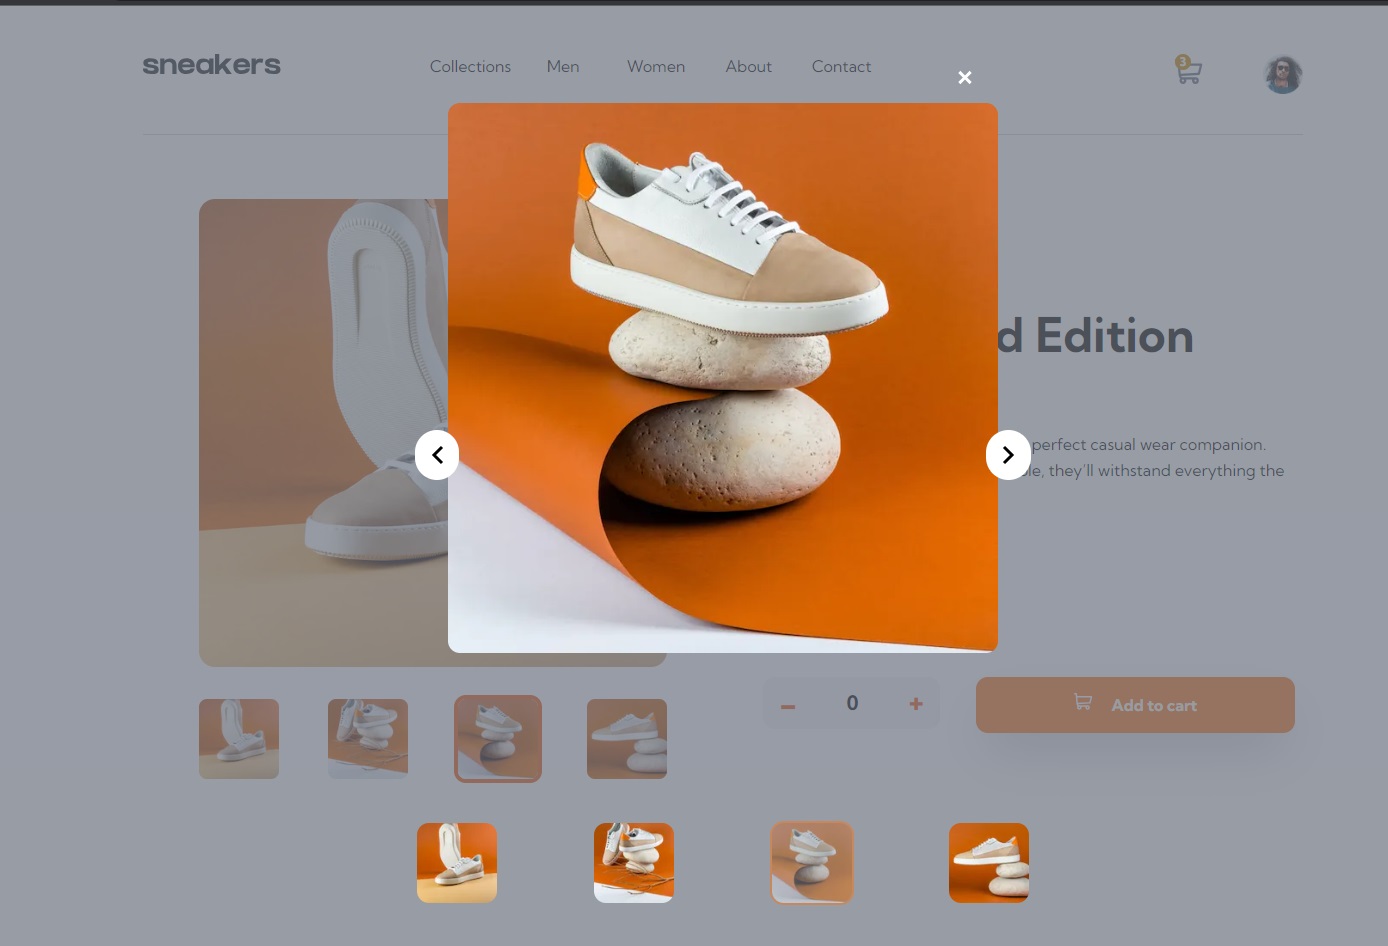 sneakers
Collections Men Women About Contact
3
d Edition
perfect casual wear companion.
le, they'll withstand everything the
0
Add to cart